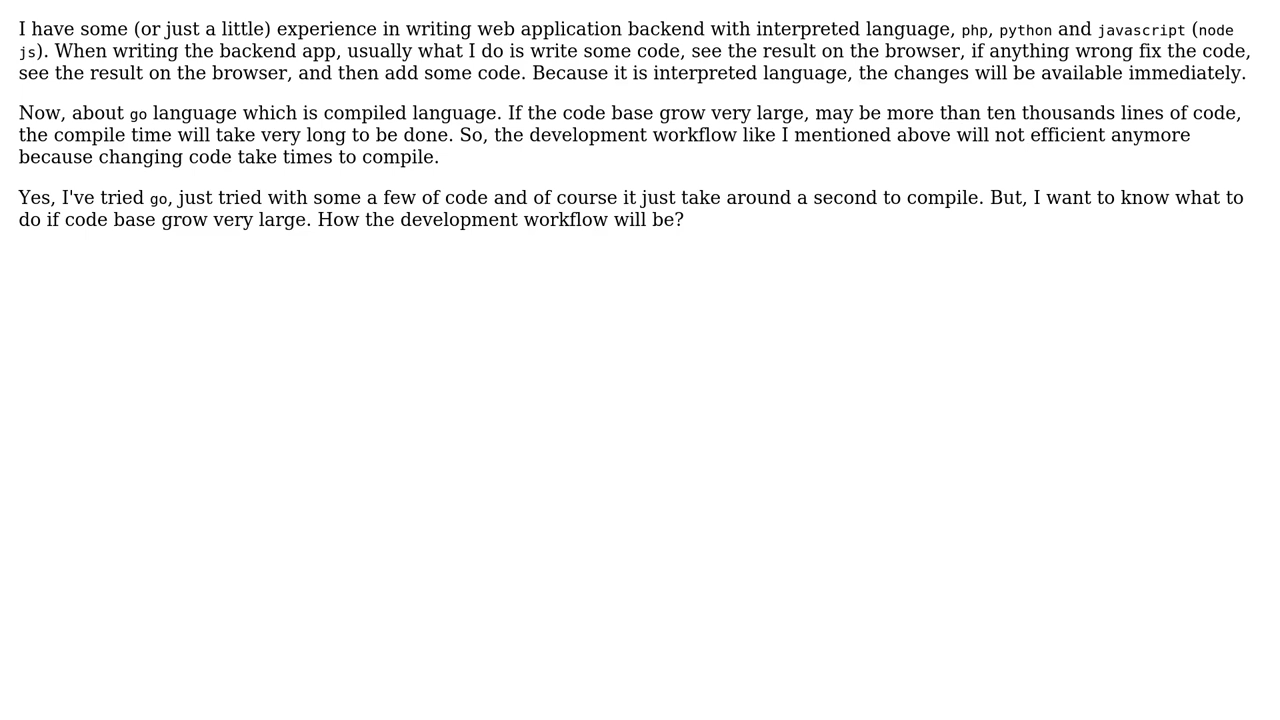 I have some (or just a little) experience in writing web application backend with interpreted language, php, python and javascript (node
js). When writing the backend app, usually what I do is write some code, see the result on the browser, if anything wrong fix the code,
see the result on the browser, and then add some code. Because it is interpreted language, the changes will be available immediately.
Now, about go language which is compiled language. If the code base grow very large, may be more than ten thousands lines of code,
the compile time will take very long to be done. So, the development workflow like I mentioned above will not efficient anymore
because changing code take times to compile.
Yes, I've tried go, just tried with some a few of code and of course it just take around a second to compile. But, I want to know what to
do if code base grow very large. How the development workflow will be?